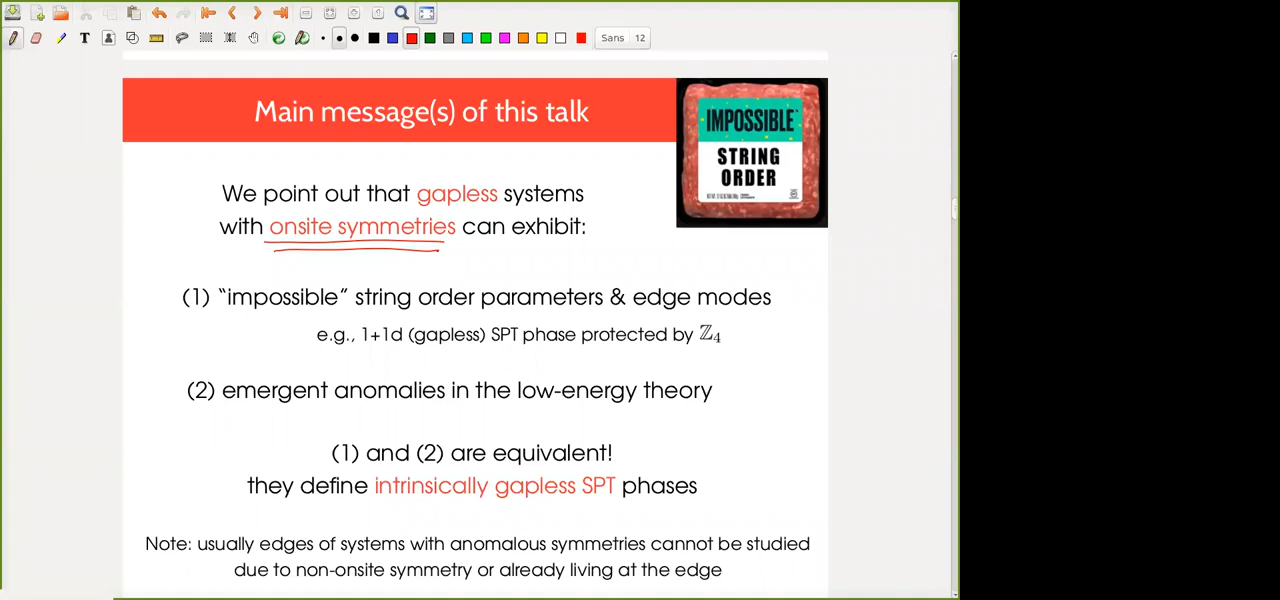 Sans 12
Main message(s) of this talk
IMPOSSIBLE
STRING
ORDER
We point out that gapless systems
with onsite symmetries can exhibit:
(1) “impossible” string order parameters & edge modes
e.g., 1+1d (gapless) SPT phase protected by ℤ₄
(2) emergent anomalies in the low-energy theory
(1) and (2) are equivalent!
they define intrinsically gapless SPT phases
Note: usually edges of systems with anomalous symmetries cannot be studied
due to non-onsite symmetry or already living at the edge